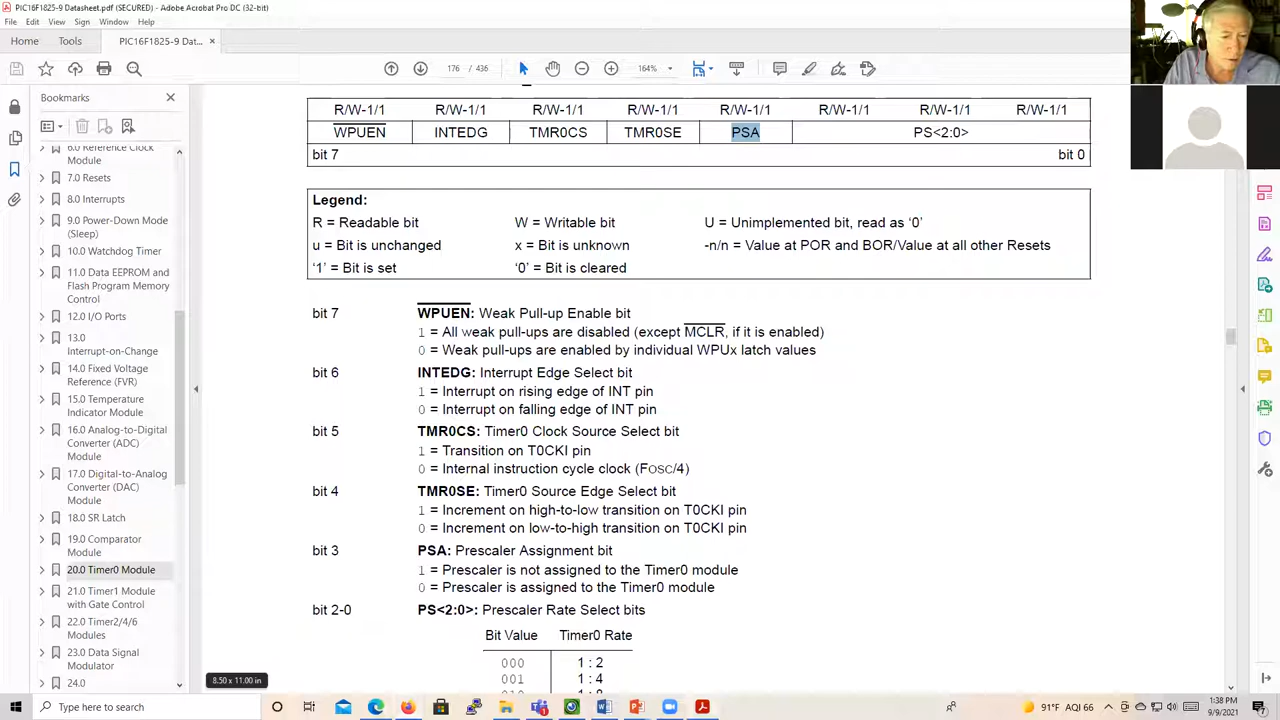 PIC16F1825-9 Datasheet.pdf (SECURED) - Adobe Acrobat Pro DC (32-bit)
File Edit View Sign Window Help
Home Tools PIC16F1825-9 Dat... ×
176 / 436 164%
Bookmarks
6.0 Reference Clock
Module
7.0 Resets
8.0 Interrupts
9.0 Power-Down Mode
(Sleep)
10.0 Watchdog Timer
11.0 Data EEPROM and
Flash Program Memory
Control
12.0 I/O Ports
13.0
Interrupt-on-Change
14.0 Fixed Voltage
Reference (FVR)
15.0 Temperature
Indicator Module
16.0 Analog-to-Digital
Converter (ADC)
Module
17.0 Digital-to-Analog
Converter (DAC)
Module
18.0 SR Latch
19.0 Comparator
Module
20.0 Timer0 Module
21.0 Timer1 Module
with Gate Control
22.0 Timer2/4/6
Modules
23.0 Data Signal
Modulator
24.0
8.50 x 11.00 in
R/W-1/1 R/W-1/1 R/W-1/1 R/W-1/1 R/W-1/1 R/W-1/1 R/W-1/1 R/W-1/1
WPUEN INTEDG TMR0CS TMR0SE PSA PS<2:0>
bit 7 bit 0
Legend:
R = Readable bit W = Writable bit U = Unimplemented bit, read as ‘0’
u = Bit is unchanged x = Bit is unknown -n/n = Value at POR and BOR/Value at all other Resets
‘1’ = Bit is set ‘0’ = Bit is cleared
bit 7 WPUEN: Weak Pull-up Enable bit
1 = All weak pull-ups are disabled (except MCLR, if it is enabled)
0 = Weak pull-ups are enabled by individual WPUx latch values
bit 6 INTEDG: Interrupt Edge Select bit
1 = Interrupt on rising edge of INT pin
0 = Interrupt on falling edge of INT pin
bit 5 TMR0CS: Timer0 Clock Source Select bit
1 = Transition on T0CKI pin
0 = Internal instruction cycle clock (FOSC/4)
bit 4 TMR0SE: Timer0 Source Edge Select bit
1 = Increment on high-to-low transition on T0CKI pin
0 = Increment on low-to-high transition on T0CKI pin
bit 3 PSA: Prescaler Assignment bit
1 = Prescaler is not assigned to the Timer0 module
0 = Prescaler is assigned to the Timer0 module
bit 2-0 PS<2:0>: Prescaler Rate Select bits
Bit Value Timer0 Rate
000 1 : 2
001 1 : 4
Type here to search
91°F AQI 66
1:38 PM
9/9/2021